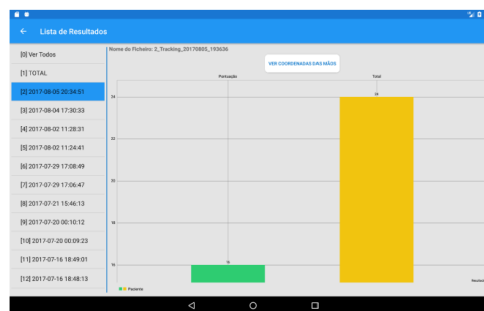 Lista de Resultados
[0] Ver Todos
[1] TOTAL
[2] 2017-08-05 20:34:51
[3] 2017-08-04 17:30:33
[4] 2017-08-02 11:28:31
[5] 2017-08-02 11:24:41
[6] 2017-07-29 17:08:49
[7] 2017-07-29 17:06:47
[8] 2017-07-21 15:46:13
[9] 2017-07-20 00:10:12
[10] 2017-07-20 00:09:23
[11] 2017-07-16 18:49:01
[12] 2017-07-16 18:48:13
Nome do Ficheiro: 2_Tracking_20170805_193636
VER COORDENADAS DAS MÃOS
Pontuação
Total
24
24
22
20
18
16
16
Paciente